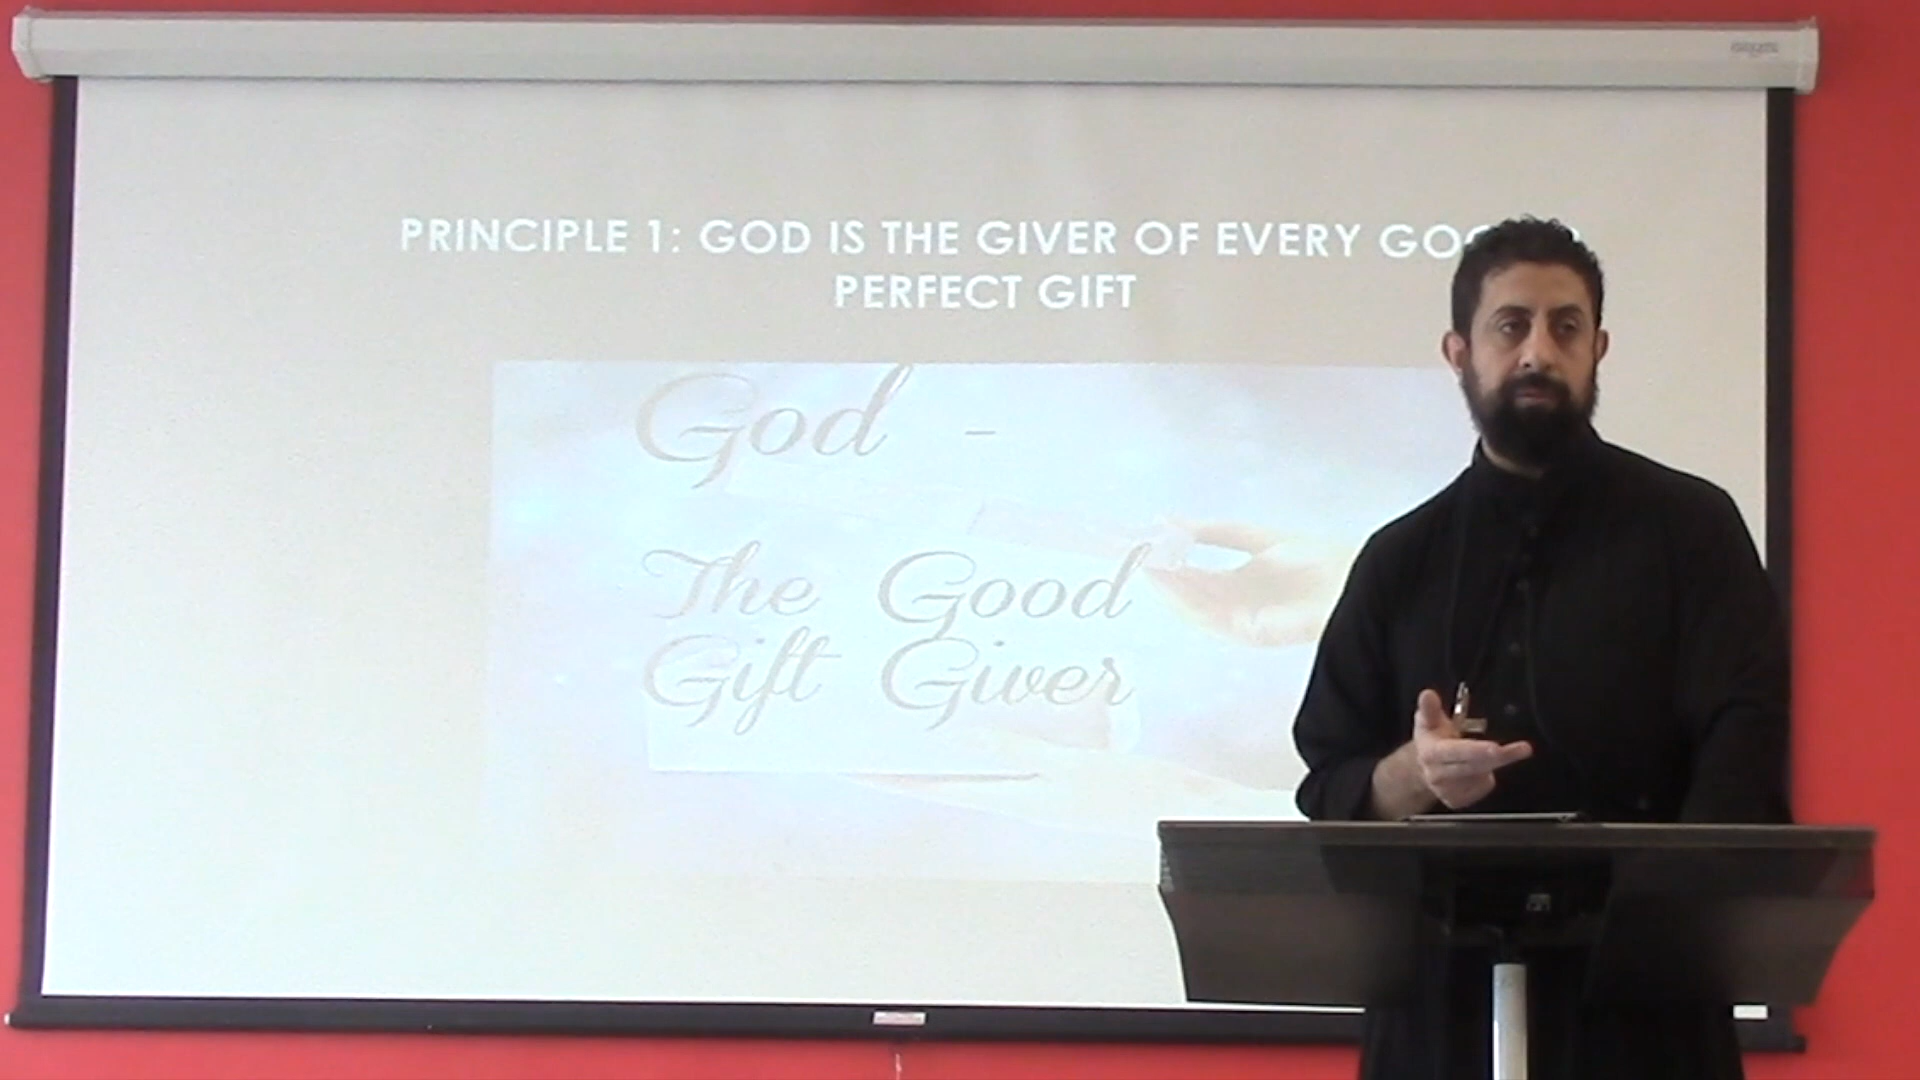 PRINCIPLE 1: GOD IS THE GIVER OF EVERY
PERFECT GIFT
God -
The Good
Gift Giver